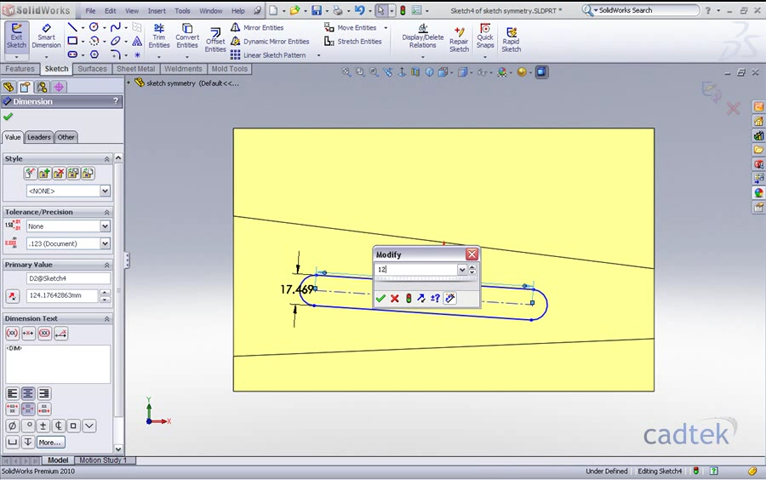 SolidWorks File Edit View Insert Tools Window Help Sketch4 of sketch symmetry.SLDPRT * SolidWorks Search
Exit Sketch Smart Dimension Trim Entities Convert Entities Offset Entities Mirror Entities Dynamic Mirror Entities Linear Sketch Pattern Move Entities Stretch Entities Display/Delete Relations Repair Sketch Quick Snaps Rapid Sketch
Features Sketch Surfaces Sheet Metal Weldments Mold Tools
sketch symmetry (Default<<...
Dimension ?
Value Leaders Other
Style
<NONE>
Tolerance/Precision
None
.123 (Document)
Primary Value
D2@Sketch4
124.17642863mm
Dimension Text
<DIM>
More...
Modify
12
17.469
Y
X
cadtek
Model Motion Study 1
SolidWorks Premium 2010 Under Defined Editing Sketch4